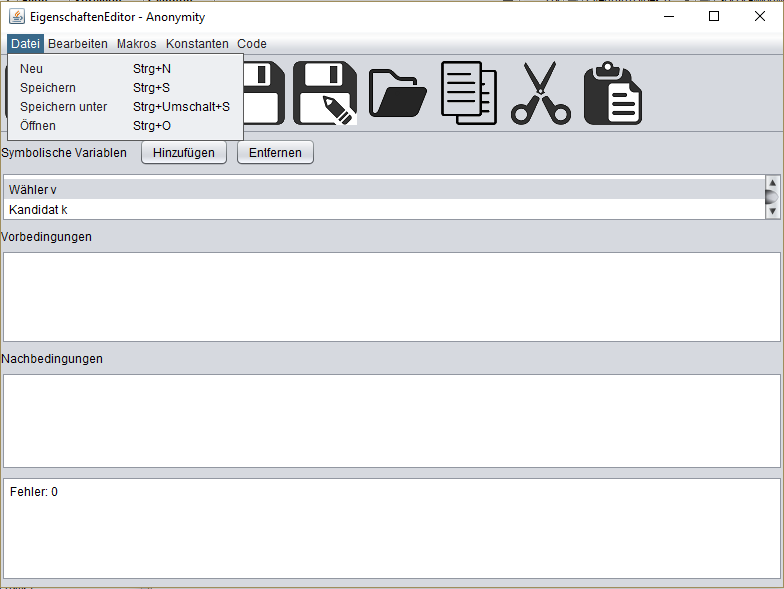 EigenschaftenEditor - Anonymity
Datei Bearbeiten Makros Konstanten Code
Neu Strg+N
Speichern Strg+S
Speichern unter Strg+Umschalt+S
Öffnen Strg+O
Symbolische Variablen Hinzufügen Entfernen
Wähler v
Kandidat k
Vorbedingungen
Nachbedingungen
Fehler: 0